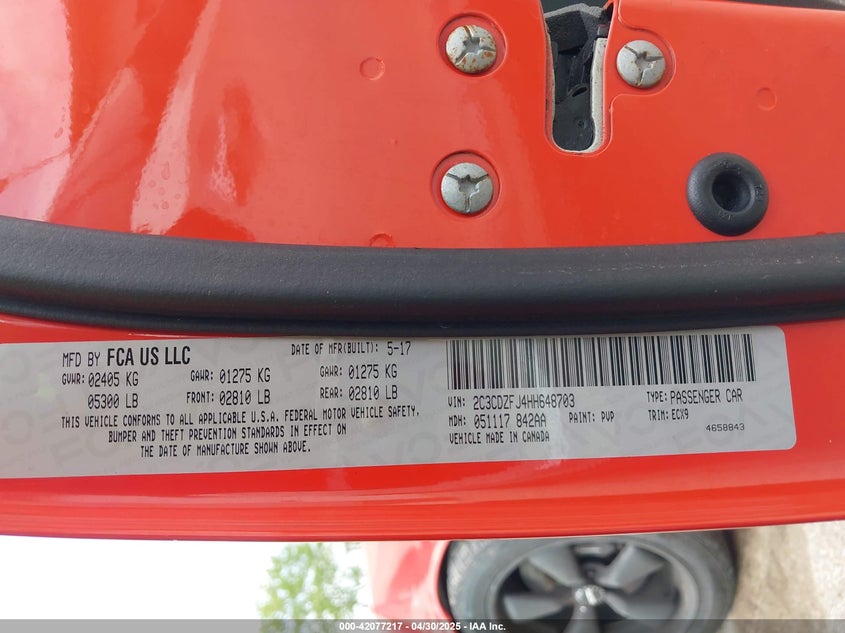 MFD BY FCA US LLC
DATE OF MFR(BUILT): 5-17
GVWR: 02405 KG GAWR: 01275 KG GAWR: 01275 KG
05300 LB FRONT: 02810 LB REAR: 02810 LB
THIS VEHICLE CONFORMS TO ALL APPLICABLE U.S.A. FEDERAL MOTOR VEHICLE SAFETY,
BUMPER AND THEFT PREVENTION STANDARDS IN EFFECT ON
THE DATE OF MANUFACTURE SHOWN ABOVE.
VIN: 2C3CDZFJ4HH648703 TYPE: PASSENGER CAR
MDH: 051117 842AA PAINT: PVP TRIM: ECX9
VEHICLE MADE IN CANADA 4658843
000-42077217 - 04/30/2025 - IAA Inc.